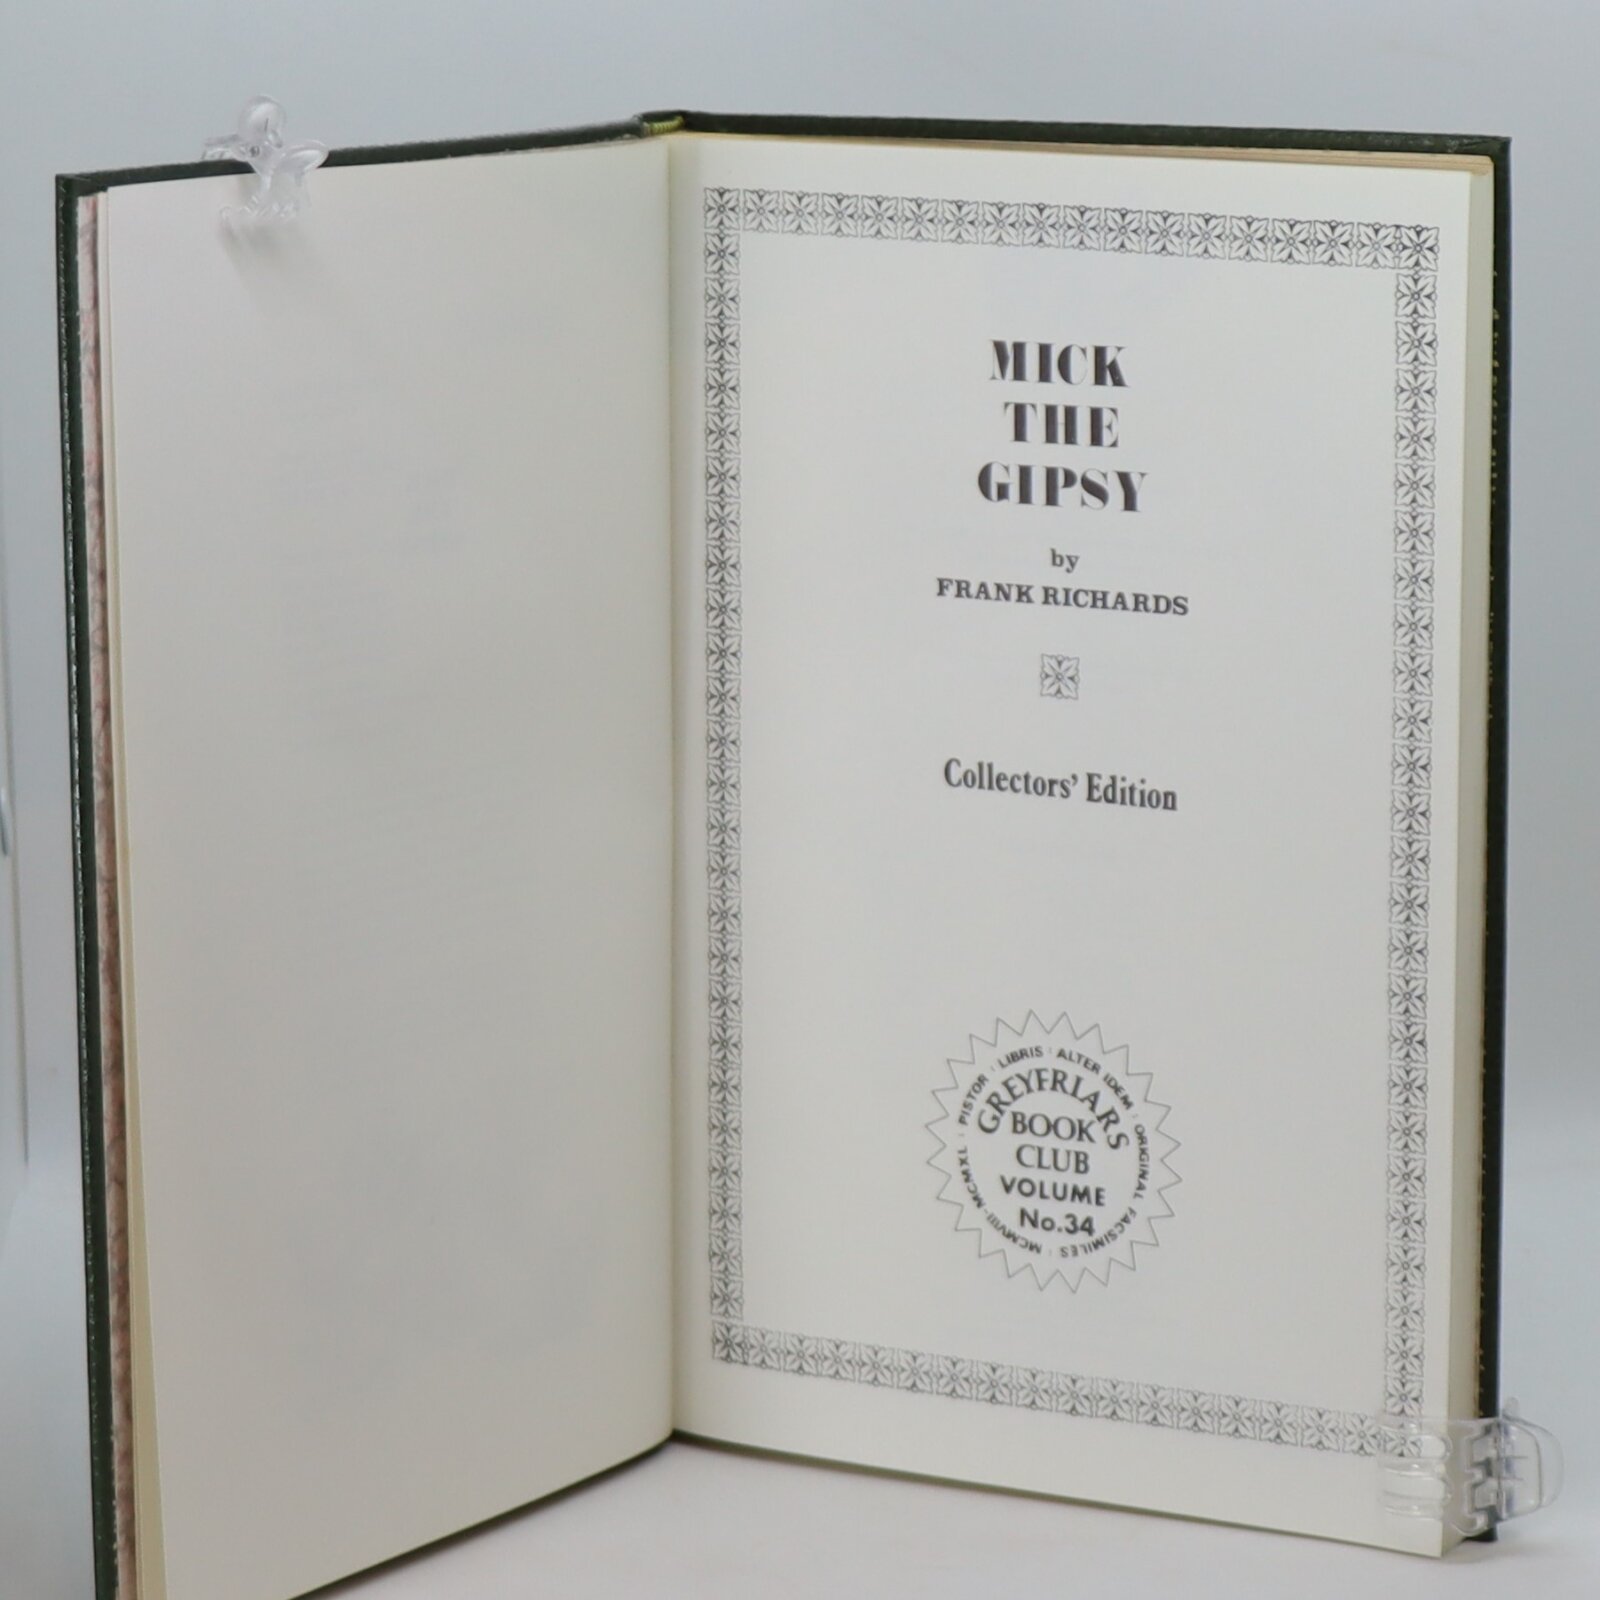 MICK
THE
GIPSY
by
FRANK RICHARDS
Collectors' Edition
PISTOR : LIBRIS : ALTER IDEM : ORIGINAL FACSIMILES : MCMVIII-MCMXL :
GREYFRIARS
BOOK
CLUB
VOLUME
No.34